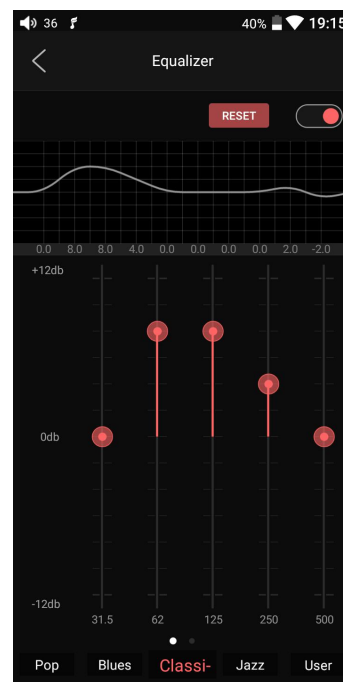 36 40% 19:15
Equalizer
RESET
0.0 8.0 8.0 4.0 0.0 0.0 0.0 0.0 2.0 -2.0
+12db
0db
-12db
31.5 62 125 250 500
Pop Blues Classi- Jazz User